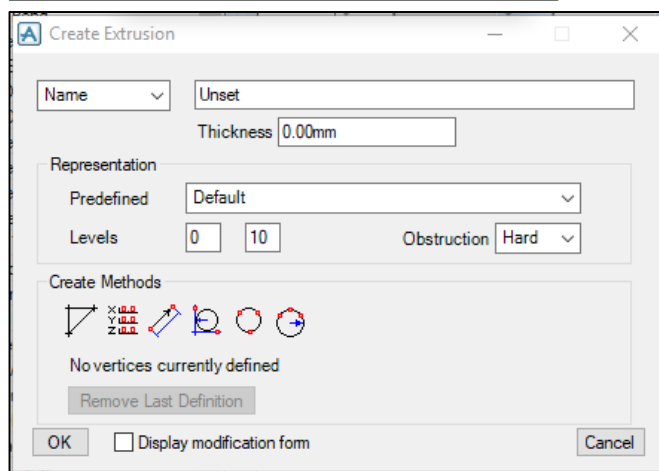 Create Extrusion
Name Unset
Thickness 0.00mm
Representation
Predefined Default
Levels 0 10 Obstruction Hard
Create Methods
No vertices currently defined
Remove Last Definition
OK Display modification form Cancel